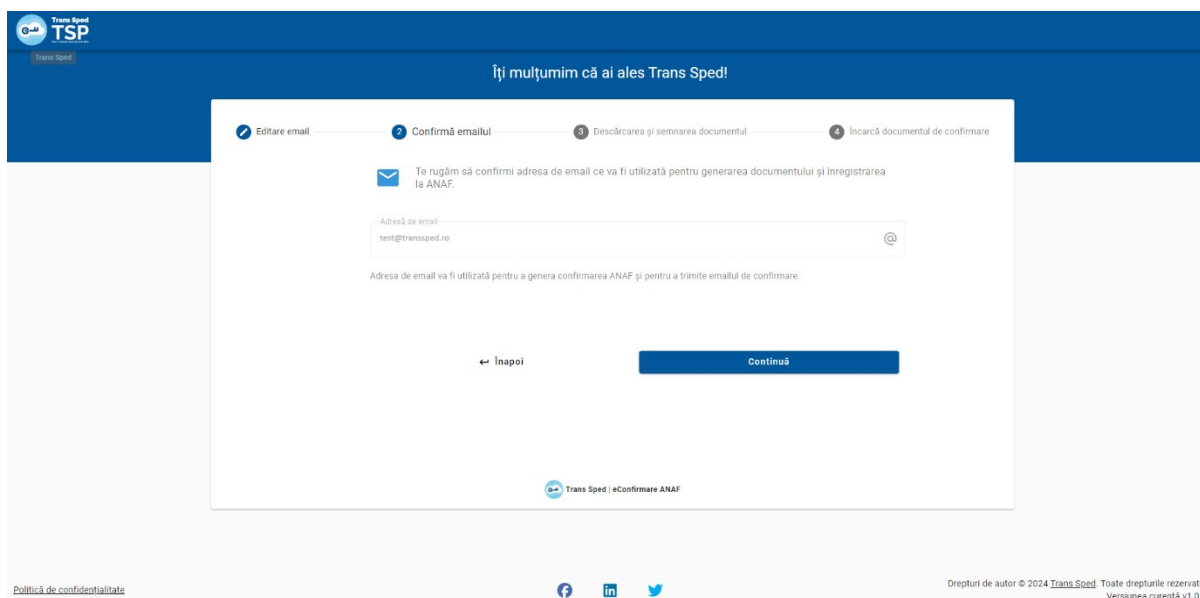 Trans Sped
TSP
Trans Sped
Îți mulțumim că ai ales Trans Sped!
Editare email
2 Confirmă emailul
3 Descărcarea și semnarea documentul
4 Încarcă documentul de confirmare
Te rugăm să confirmi adresa de email ce va fi utilizată pentru generarea documentului și înregistrarea
la ANAF.
Adresă de email
test@transsped.ro
Adresa de email va fi utilizată pentru a genera confirmarea ANAF și pentru a trimite emailul de confirmare.
Înapoi
Continuă
Trans Sped | eConfirmare ANAF
Politică de confidențialitate
Drepturi de autor © 2024 Trans Sped. Toate drepturile rezervat
Versiunea curentă v1.0